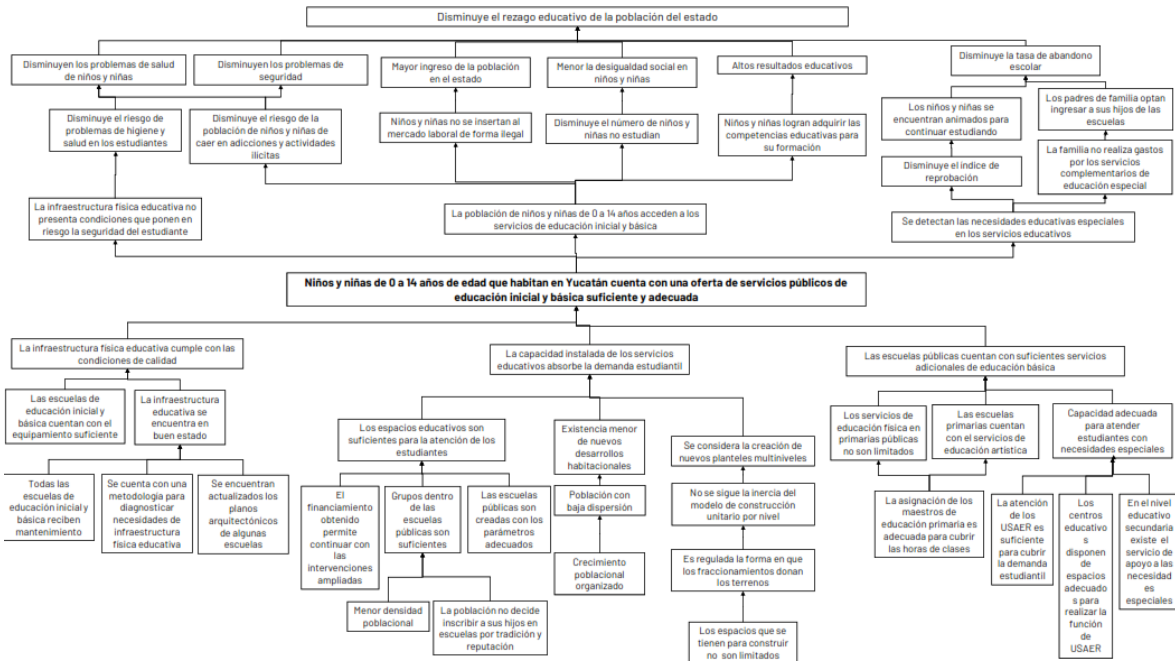 Disminuye el rezago educativo de la población del estado
Disminuyen los problemas de salud
de niños y niñas
Disminuyen los problemas de
seguridad
Mayor ingreso de la población
en el estado
Menor la desigualdad social en
niños y niñas
Altos resultados educativos
Disminuye la tasa de abandono
escolar
Disminuye el riesgo de
problemas de higiene y
salud en los estudiantes
Disminuye el riesgo de la
población de niños y niñas de
caer en adicciones y actividades
ilícitas
Niños y niñas no se insertan al
mercado laboral de forma ilegal
Disminuye el número de niños y
niñas no estudian
Niños y niñas logran adquirir las
competencias educativas para
su formación
Los niños y niñas se
encuentran animados para
continuar estudiando
Los padres de familia optan
ingresar a sus hijos de las
escuelas
Disminuye el índice de
reprobación
La familia no realiza gastos
por los servicios
complementarios de
educación especial
La infraestructura física educativa no
presenta condiciones que ponen en
riesgo la seguridad del estudiante
La población de niños y niñas de 0 a 14 años acceden a los
servicios de educación inicial y básica
Se detectan las necesidades educativas especiales
en los servicios educativos
Niños y niñas de 0 a 14 años de edad que habitan en Yucatán cuenta con una oferta de servicios públicos de
educación inicial y básica suficiente y adecuada
La infraestructura física educativa cumple con las
condiciones de calidad
La capacidad instalada de los servicios
educativos absorbe la demanda estudiantil
Las escuelas públicas cuentan con suficientes servicios
adicionales de educación básica
Las escuelas de
educación inicial y
básica cuentan con el
equipamiento suficiente
La infraestructura
educativa se
encuentra en
buen estado
Los espacios educativos son
suficientes para la atención de los
estudiantes
Existencia menor
de nuevos
desarrollos
habitacionales
Se considera la creación de
nuevos planteles multiniveles
Los servicios de
educación física en
primarias públicas
no son limitados
Las escuelas
primarias cuentan
con el servicios de
educación artística
Capacidad adecuada
para atender
estudiantes con
necesidades especiales
Todas las
escuelas de
educación inicial y
básica reciben
mantenimiento
Se cuenta con una
metodología para
diagnosticar
necesidades de
infraestructura
física educativa
Se encuentran
actualizados los
planos
arquitectónicos
de algunas
escuelas
El
financiamiento
obtenido
permite
continuar con
las
intervenciones
ampliadas
Grupos dentro
de las
escuelas
públicas son
suficientes
Las escuelas
públicas son
creadas con los
parámetros
adecuados
Población con
baja dispersión
No se sigue la inercia del
modelo de construcción
unitario por nivel
La asignación de los
maestros de
educación primaria es
adecuada para cubrir
las horas de clases
La atención
de los
USAER es
suficiente
para cubrir
la demanda
estudiantil
Los
centros
educativo
s
disponen
de
espacios
adecuado
s para
realizar la
función
de
USAER
En el nivel
educativo
secundaria
existe el
servicio de
apoyo a las
necesidad
es
especiales
Crecimiento
poblacional
organizado
Es regulada la forma en que
los fraccionamientos donan
los terrenos
Menor densidad
poblacional
La población no decide
inscribir a sus hijos en
escuelas por tradición y
reputación
Los espacios que se
tienen para construir
no son limitados